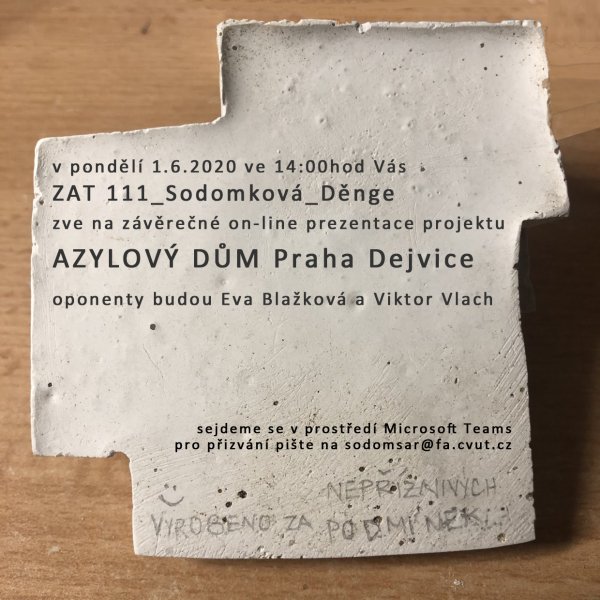 v pondělí 1.6.2020 ve 14:00hod Vás
ZAT 111_Sodomková_Děnge
zve na závěrečné on-line prezentace projektu
AZYLOVÝ DŮM Praha Dejvice
oponenty budou Eva Blažková a Viktor Vlach
sejdeme se v prostředí Microsoft Teams
pro přizvání pište na sodomsar@fa.cvut.cz
NEPŘÍZNIVÝCH
VYROBENO ZA PODMÍNEK